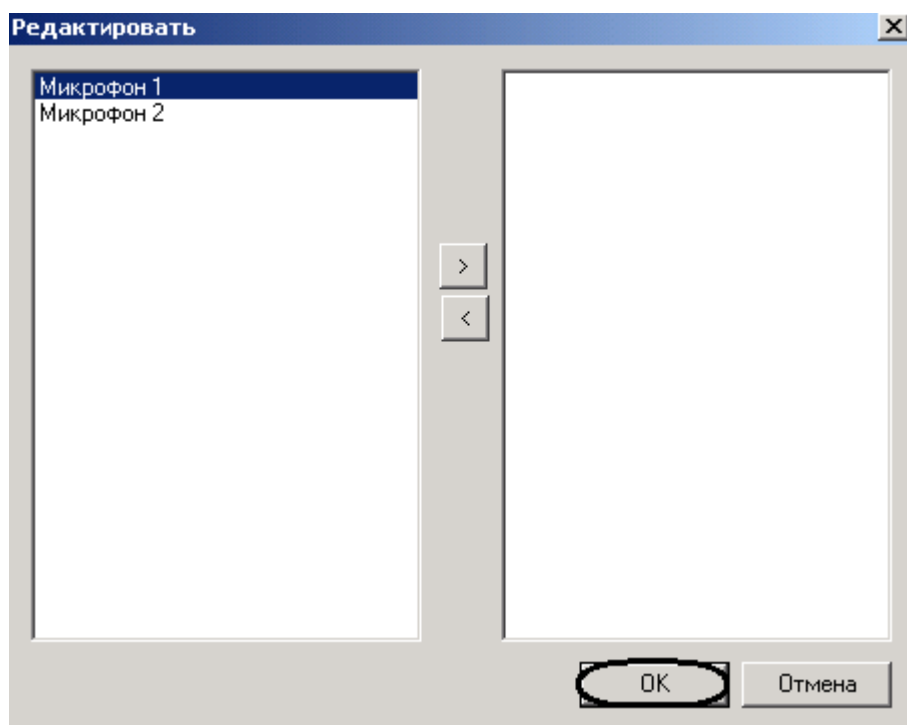 Редактировать
Микрофон 1
Микрофон 2
>
<
OK
Отмена